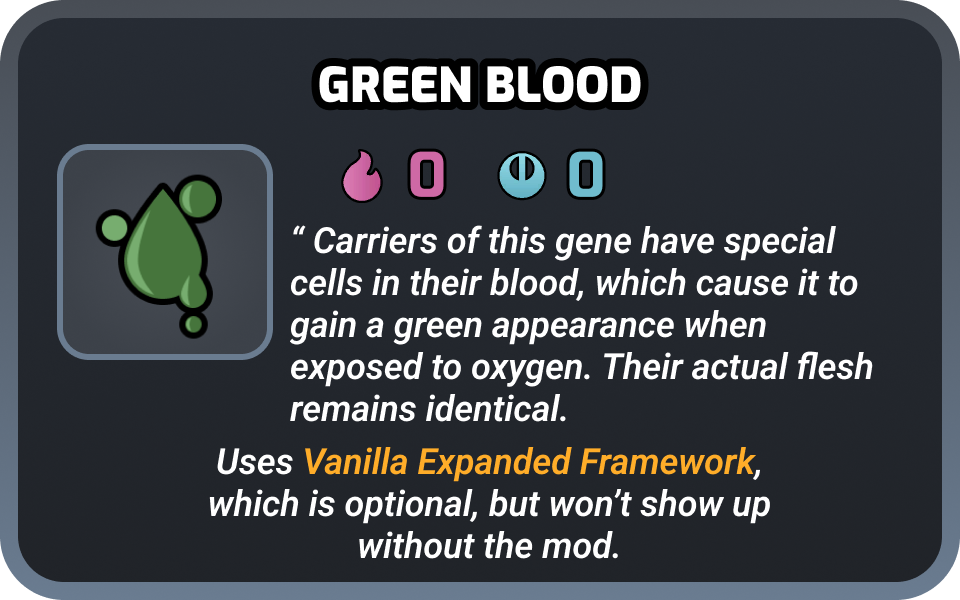 GREEN BLOOD
0 0
“ Carriers of this gene have special
cells in their blood, which cause it to
gain a green appearance when
exposed to oxygen. Their actual flesh
remains identical.
Uses Vanilla Expanded Framework,
which is optional, but won’t show up
without the mod.